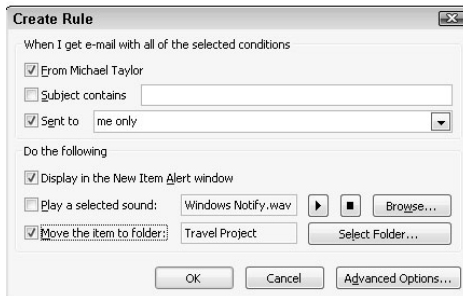 Create Rule
When I get e-mail with all of the selected conditions
From Michael Taylor
Subject contains
Sent to me only
Do the following
Display in the New Item Alert window
Play a selected sound: Windows Notify.wav Browse...
Move the item to folder: Travel Project Select Folder...
OK Cancel Advanced Options...